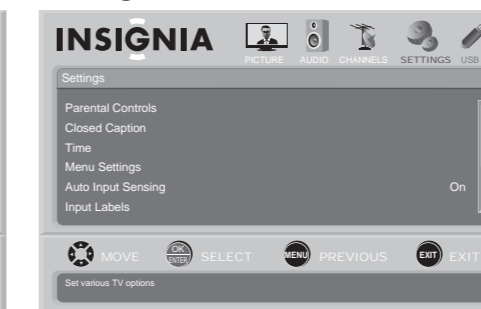 INSIGNIA
PICTURE AUDIO CHANNELS SETTINGS USB
Settings
Parental Controls
Closed Caption
Time
Menu Settings
Auto Input Sensing On
Input Labels
MOVE OK ENTER SELECT MENU PREVIOUS EXIT EXIT
Set various TV options